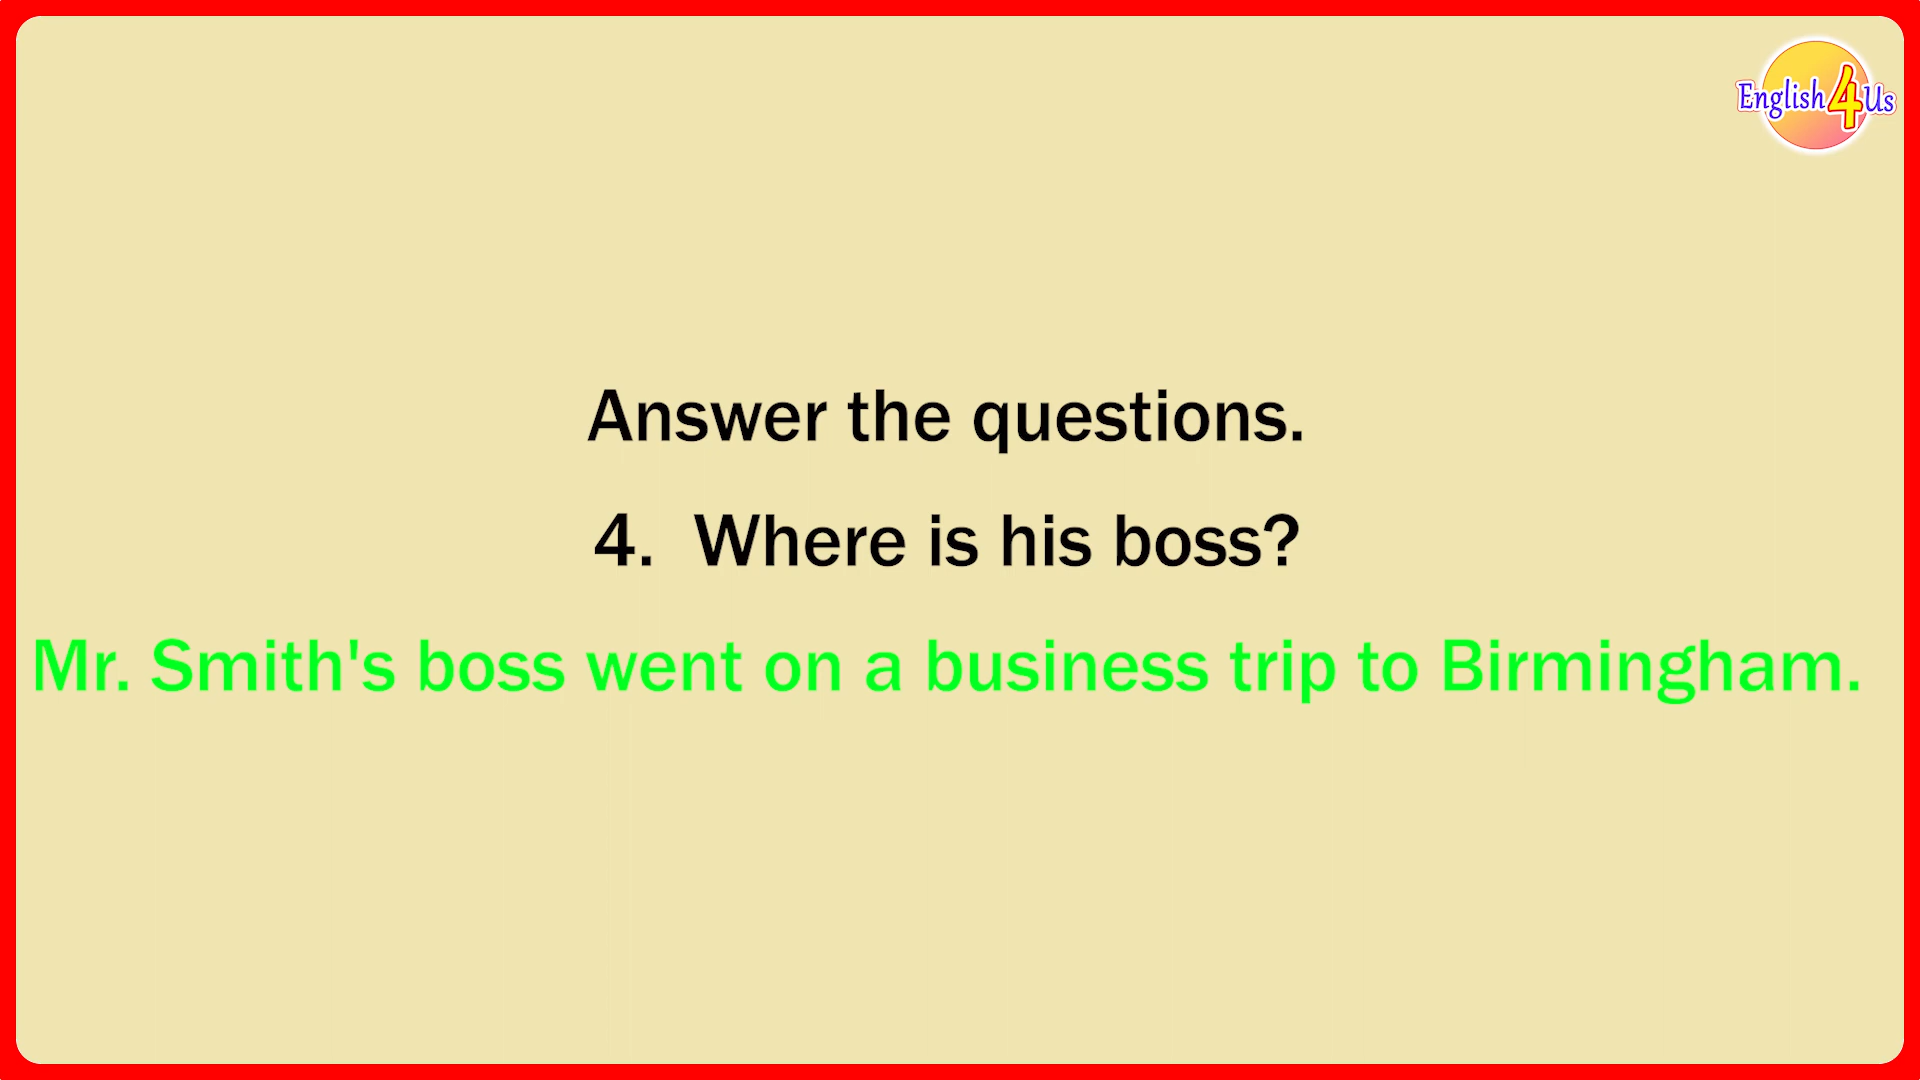 English4Us
Answer the questions.
4. Where is his boss?
Mr. Smith's boss went on a business trip to Birmingham.